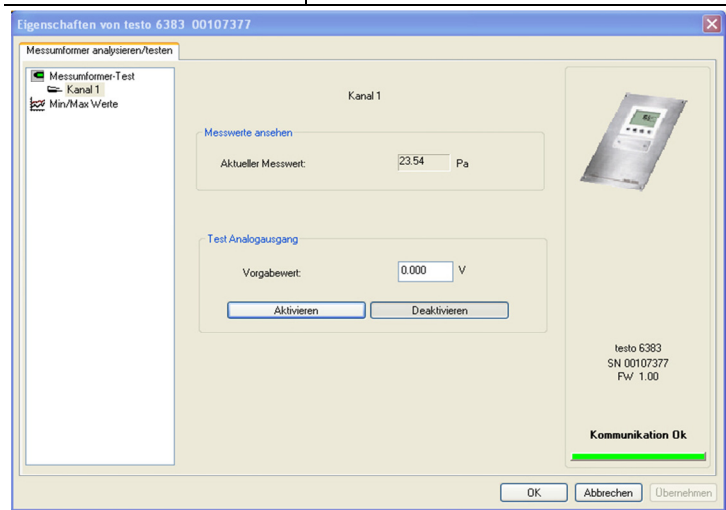 Eigenschaften von testo 6383 00107377
Messumformer analysieren/testen
Messumformer-Test
Kanal 1
Min/Max Werte
Kanal 1
Messwerte ansehen
Aktueller Messwert: 23.54 Pa
Test Analogausgang
Vorgabewert: 0.000 V
Aktivieren Deaktivieren
testo 6383
SN 00107377
FW 1.00
Kommunikation Ok
OK Abbrechen Übernehmen